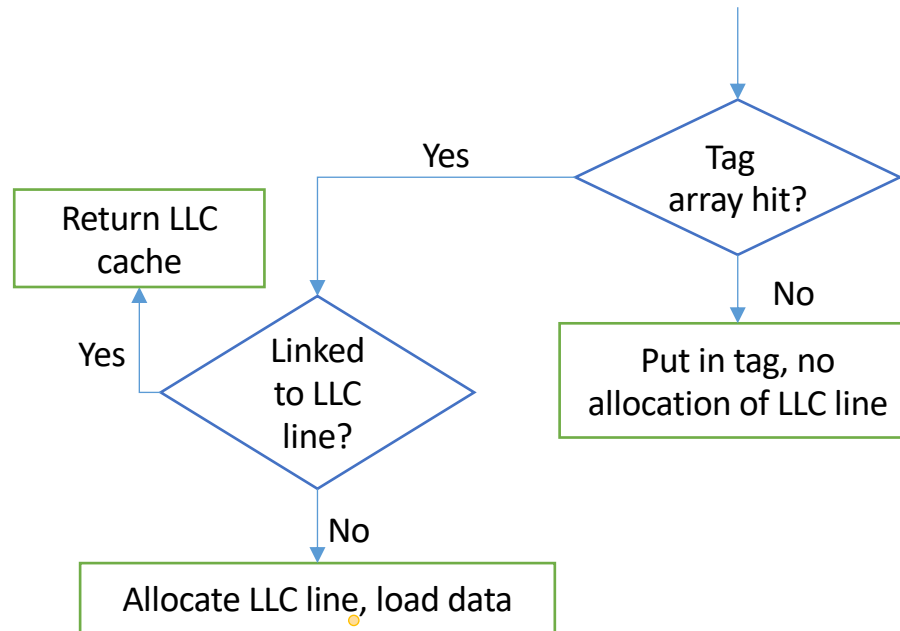 Tag
array hit?
Yes
No
Return LLC
cache
Yes
Linked
to LLC
line?
Put in tag, no
allocation of LLC line
No
Allocate LLC line, load data